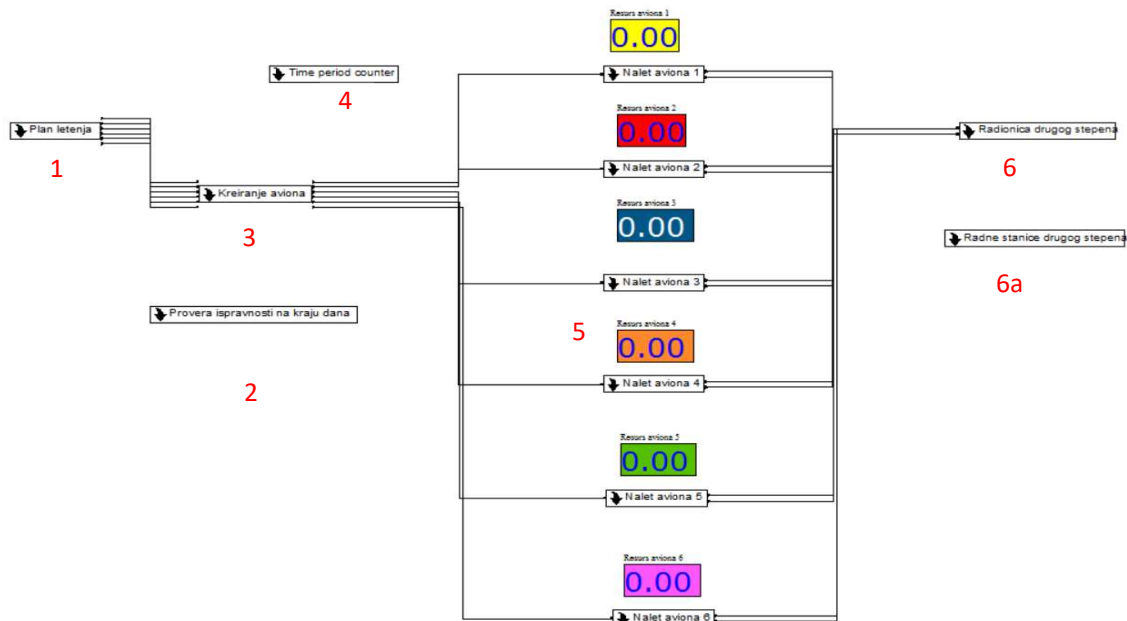 Resurs aviona 1
0.00
Time period counter
4
Nalet aviona 1
Resurs aviona 2
0.00
Plan letenja
1
Radionica drugog stepena
6
Nalet aviona 2
Kreiranje aviona
3
Resurs aviona 3
0.00
Radne stanice drugog stepena
6a
Nalet aviona 3
Provera ispravnosti na kraju dana
2
5
Resurs aviona 4
0.00
Nalet aviona 4
Resurs aviona 5
0.00
Nalet aviona 5
Resurs aviona 6
0.00
Nalet aviona 6